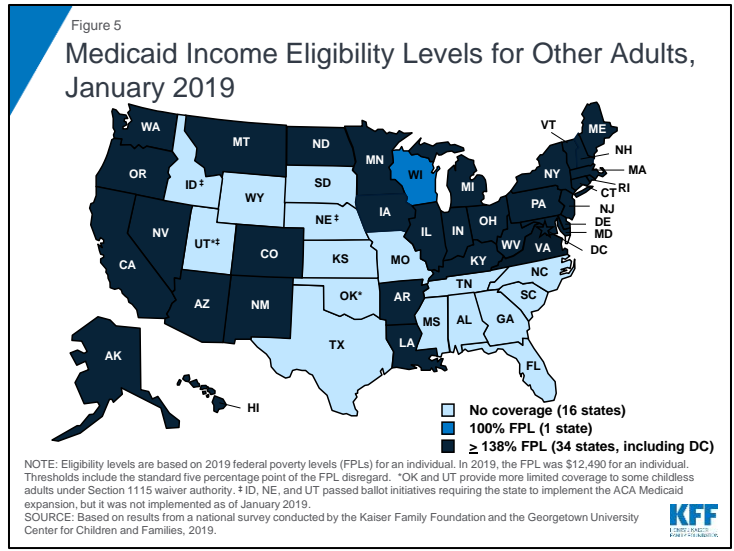 Figure 5
Medicaid Income Eligibility Levels for Other Adults,
January 2019
WA
MT
ND
MN
WI
MI
VT
ME
NH
MA
RI
CT
NY
NJ
DE
MD
DC
PA
OR
ID ‡
WY
SD
IA
NE ‡
NV
UT*‡
CO
KS
MO
IL
IN
OH
WV
VA
KY
NC
TN
SC
CA
AZ
NM
OK*
AR
MS
AL
GA
LA
TX
FL
AK
HI
No coverage (16 states)
100% FPL (1 state)
> 138% FPL (34 states, including DC)
NOTE: Eligibility levels are based on 2019 federal poverty levels (FPLs) for an individual. In 2019, the FPL was $12,490 for an individual.
Thresholds include the standard five percentage point of the FPL disregard. *OK and UT provide more limited coverage to some childless
adults under Section 1115 waiver authority. ‡ ID, NE, and UT passed ballot initiatives requiring the state to implement the ACA Medicaid
expansion, but it was not implemented as of January 2019.
SOURCE: Based on results from a national survey conducted by the Kaiser Family Foundation and the Georgetown University
Center for Children and Families, 2019.
KFF
HENRY J KAISER
FAMILY FOUNDATION